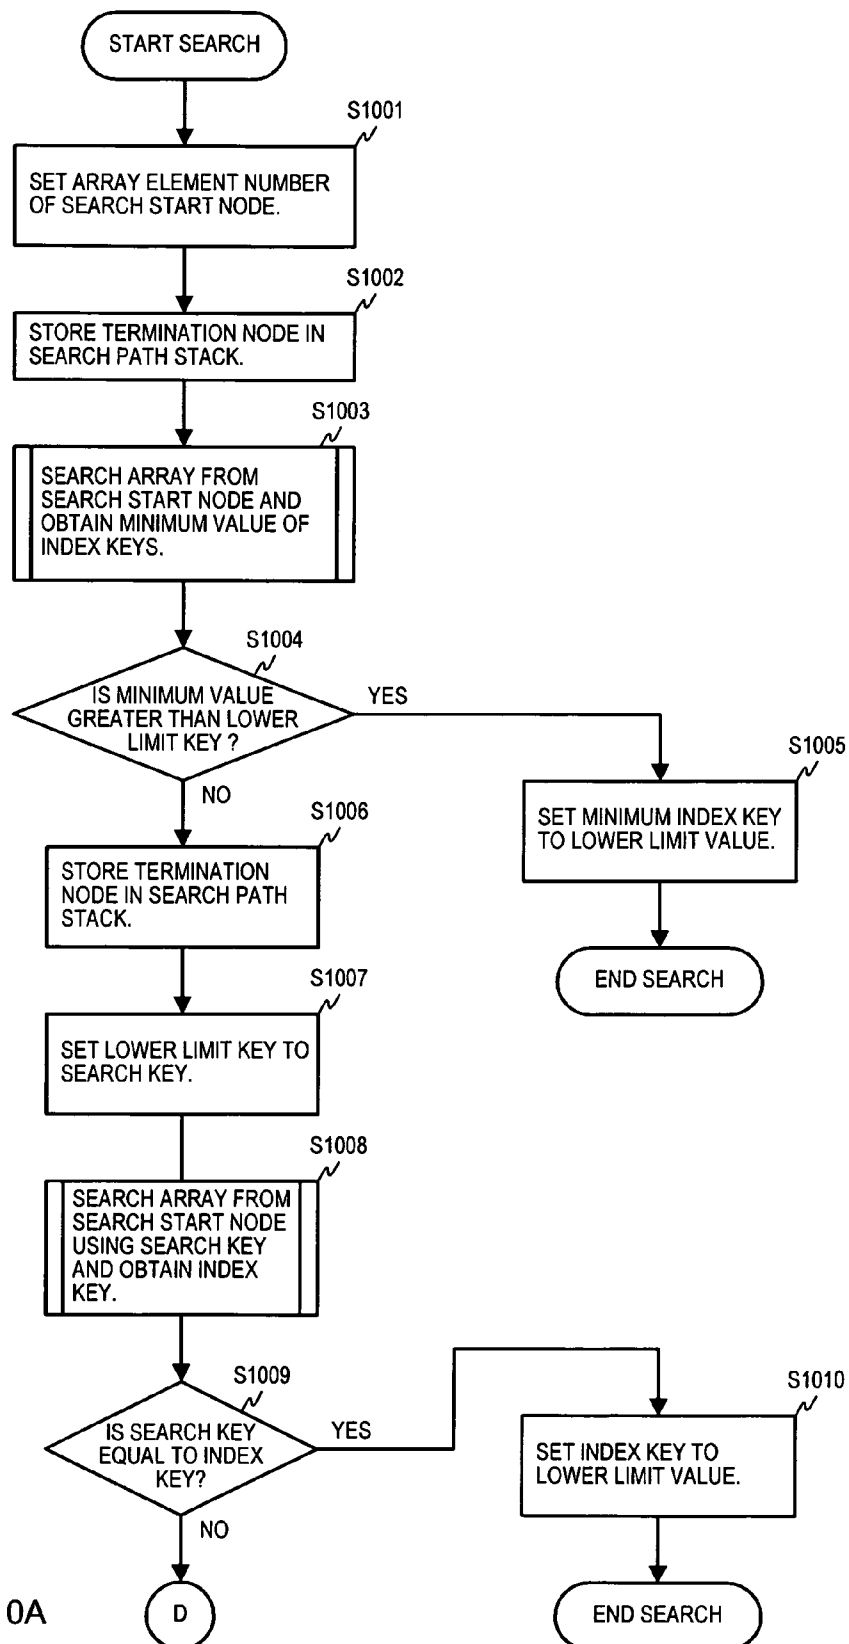 START SEARCH
S1001
SET ARRAY ELEMENT NUMBER
OF SEARCH START NODE.
S1002
STORE TERMINATION NODE IN
SEARCH PATH STACK.
S1003
SEARCH ARRAY FROM
SEARCH START NODE AND
OBTAIN MINIMUM VALUE OF
INDEX KEYS.
S1004
IS MINIMUM VALUE
GREATER THAN LOWER
LIMIT KEY ?
YES
NO
S1005
SET MINIMUM INDEX KEY
TO LOWER LIMIT VALUE.
END SEARCH
S1006
STORE TERMINATION
NODE IN SEARCH PATH
STACK.
S1007
SET LOWER LIMIT KEY TO
SEARCH KEY.
S1008
SEARCH ARRAY FROM
SEARCH START NODE
USING SEARCH KEY
AND OBTAIN INDEX
KEY.
S1009
IS SEARCH KEY
EQUAL TO INDEX
KEY?
YES
NO
S1010
SET INDEX KEY TO
LOWER LIMIT VALUE.
END SEARCH
D
0A